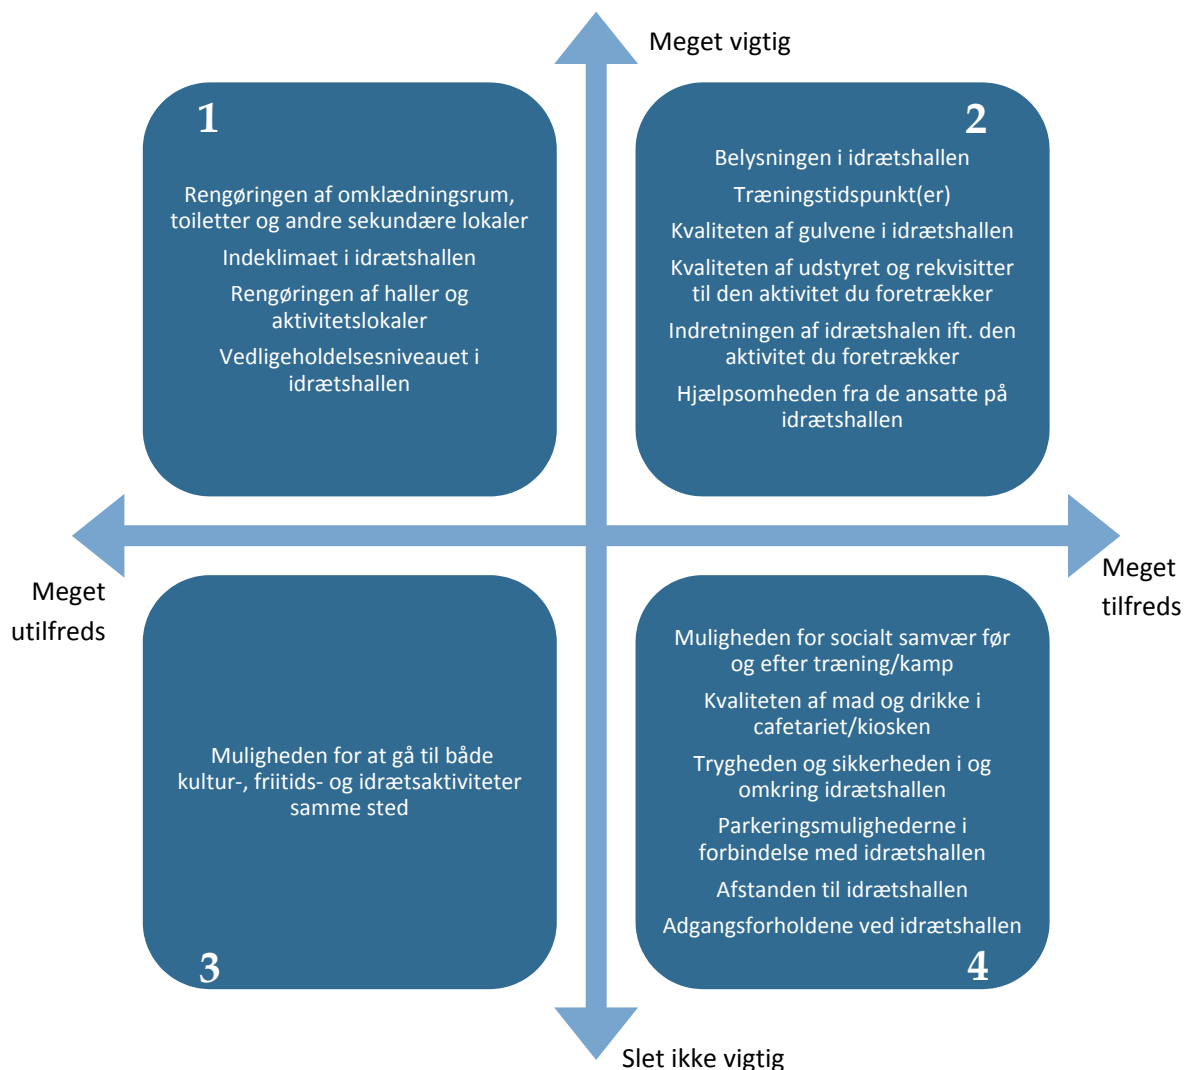 Meget vigtig
1
Rengøringen af omklædningsrum,
toiletter og andre sekundære lokaler
Indeklimaet i idrætshallen
Rengøringen af haller og
aktivitetslokaler
Vedligeholdelsesniveauet i
idrætshallen
2
Belysningen i idrætshallen
Træningstidspunkt(er)
Kvaliteten af gulvene i idrætshallen
Kvaliteten af udstyret og rekvisitter
til den aktivitet du foretrækker
Indretningen af idrætshalen ift. den
aktivitet du foretrækker
Hjælpsomheden fra de ansatte på
idrætshallen
Meget
utilfreds
Meget
tilfreds
Muligheden for at gå til både
kultur-, friitids- og idrætsaktiviteter
samme sted
3
Muligheden for socialt samvær før
og efter træning/kamp
Kvaliteten af mad og drikke i
cafetariet/kiosken
Trygheden og sikkerheden i og
omkring idrætshallen
Parkeringsmulighederne i
forbindelse med idrætshallen
Afstanden til idrætshallen
Adgangsforholdene ved idrætshallen
4
Slet ikke vigtig